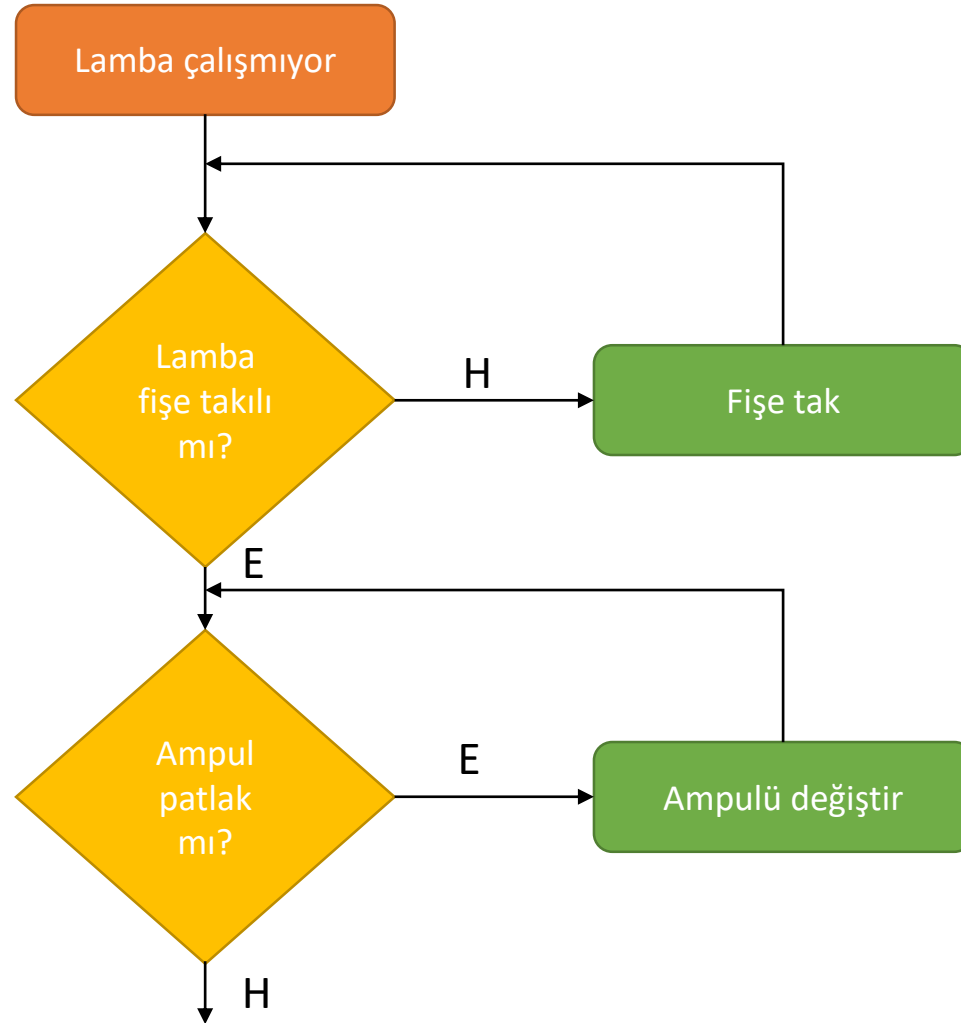 Lamba çalışmıyor
Lamba
fişe takılı
mı?
H
Fişe tak
E
Ampul
patlak
mı?
E
Ampulü değiştir
H